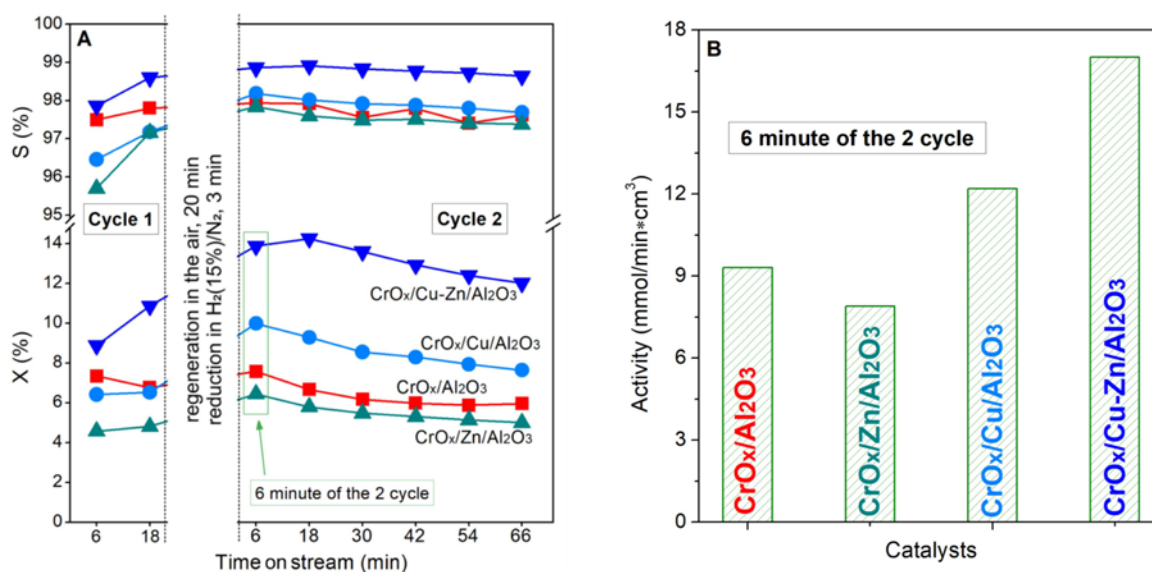 A
S (%)
100
99
98
97
96
95
Cycle 1
regeneration in the air, 20 min
reduction in H₂(15%)/N₂, 3 min
Cycle 2
X (%)
14
12
10
8
6
4
2
0
CrOx/Cu-Zn/Al2O3
CrOx/Cu/Al2O3
CrOx/Al2O3
CrOx/Zn/Al2O3
6 minute of the 2 cycle
6 18 6 18 30 42 54 66
Time on stream (min)
B
Activity (mmol/min*cm³)
18
15
12
9
6
3
0
6 minute of the 2 cycle
CrOx/Al2O3
CrOx/Zn/Al2O3
CrOx/Cu/Al2O3
CrOx/Cu-Zn/Al2O3
Catalysts